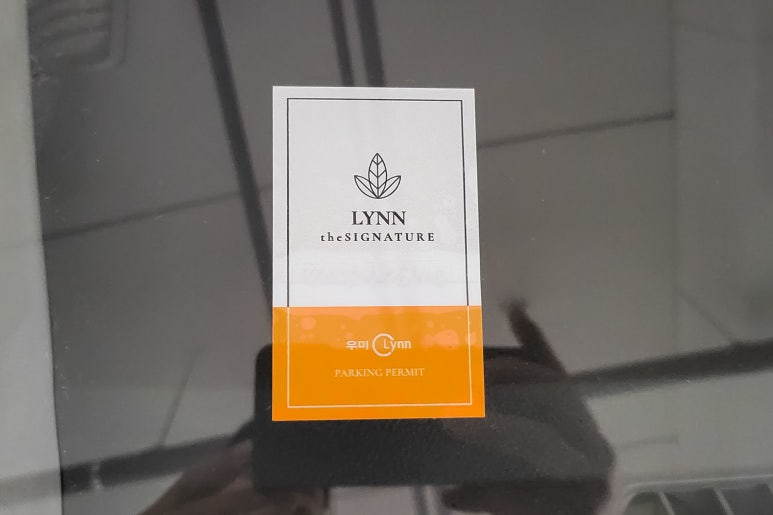 LYNN
theSIGNATURE
우미 Lynn
PARKING PERMIT